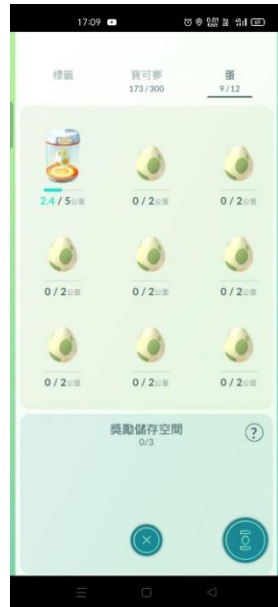 17:09
標籤 寶可夢 蛋
173/300 9/12
2.4 / 5公里 0 / 2公里 0 / 2公里
0 / 2公里 0 / 2公里 0 / 2公里
0 / 2公里 0 / 2公里 0 / 2公里
獎勵儲存空間 ?
0/3